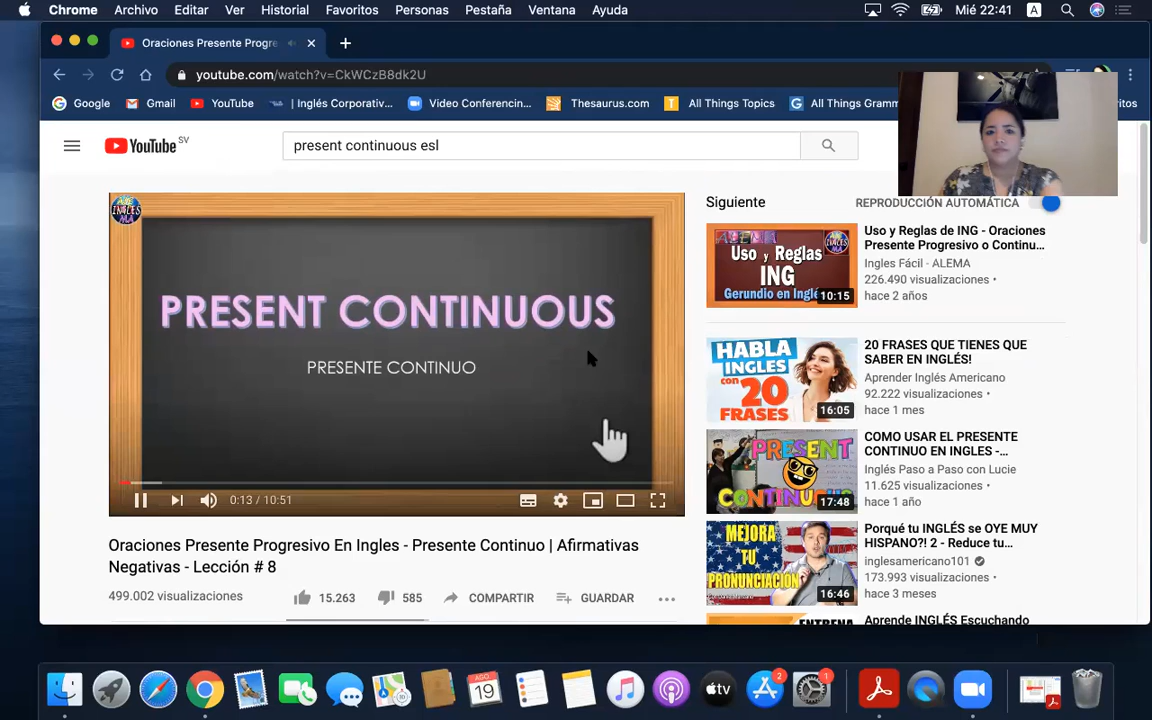 Chrome Archivo Editar Ver Historial Favoritos Personas Pestaña Ventana Ayuda Mié 22:41 A
Oraciones Presente Progre
youtube.com/watch?v=CkWCzB8dk2U
Google Gmail YouTube | Inglés Corporativ... Video Conferencin... Thesaurus.com All Things Topics All Things Gramm
YouTube SV
present continuous esl
PRESENT CONTINUOUS
PRESENTE CONTINUO
0:13 / 10:51
Oraciones Presente Progresivo En Ingles - Presente Continuo | Afirmativas
Negativas - Lección # 8
499.002 visualizaciones 15.263 585 COMPARTIR GUARDAR
Siguiente REPRODUCCIÓN AUTOMÁTICA
Uso y Reglas
ING
Gerundio en Inglé
10:15
Uso y Reglas de ING - Oraciones
Presente Progresivo o Continu...
Ingles Fácil - ALEMA
226.490 visualizaciones •
hace 2 años
HABLA
INGLES
con 20
FRASES
16:05
20 FRASES QUE TIENES QUE
SABER EN INGLÉS!
Aprender Inglés Americano
92.222 visualizaciones •
hace 1 mes
PRESENT
CONTINUOUS
17:48
COMO USAR EL PRESENTE
CONTINUO EN INGLES -...
Inglés Paso a Paso con Lucie
11.625 visualizaciones •
hace 1 año
MEJORA
TU
PRONUNCIACION
16:46
Porqué tu INGLÉS se OYE MUY
HISPANO?! 2 - Reduce tu...
inglesamericano101
173.993 visualizaciones •
hace 3 meses
ENTRENA
Aprende INGLÉS Escuchando
AGO
19
tv
2
1